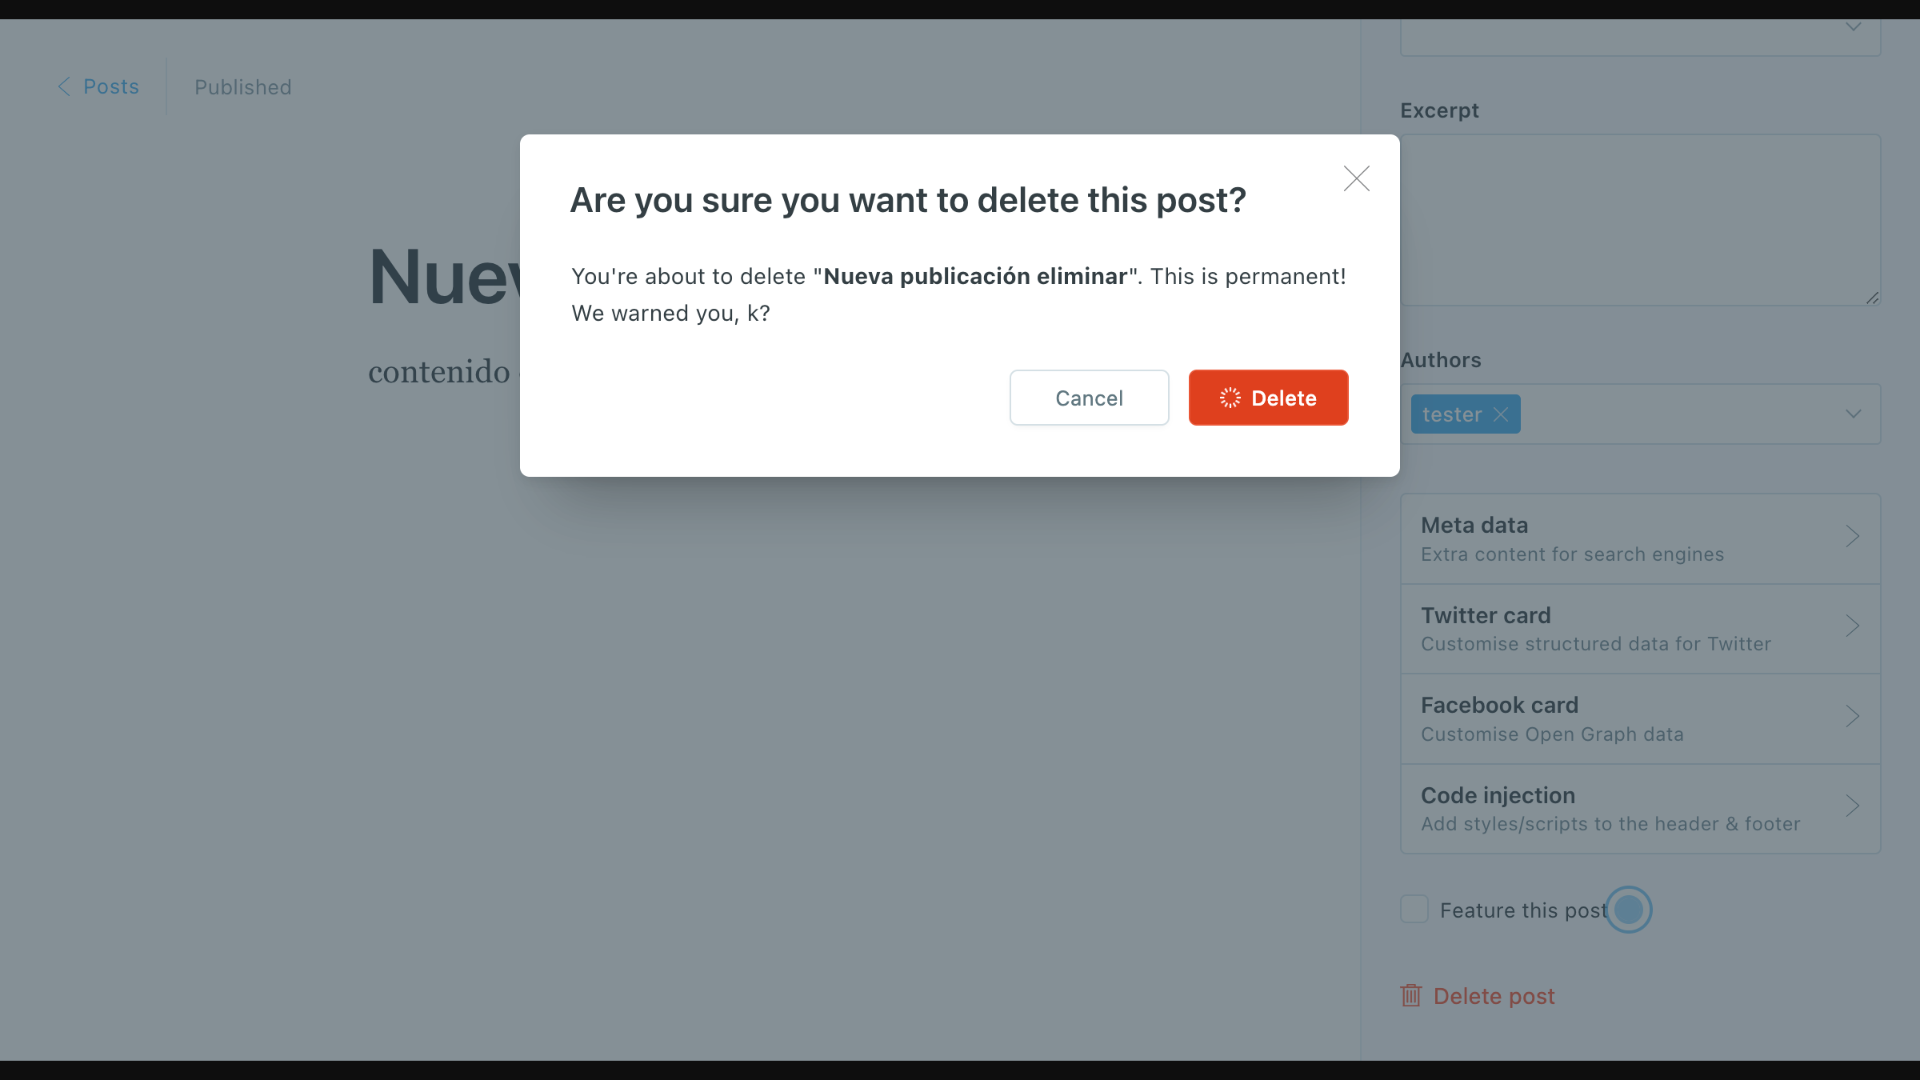 Posts
Published
Are you sure you want to delete this post?
You're about to delete "Nueva publicación eliminar". This is permanent!
We warned you, k?
Cancel
Delete
contenido
Excerpt
Authors
tester
Meta data
Extra content for search engines
Twitter card
Customise structured data for Twitter
Facebook card
Customise Open Graph data
Code injection
Add styles/scripts to the header & footer
Feature this post
Delete post